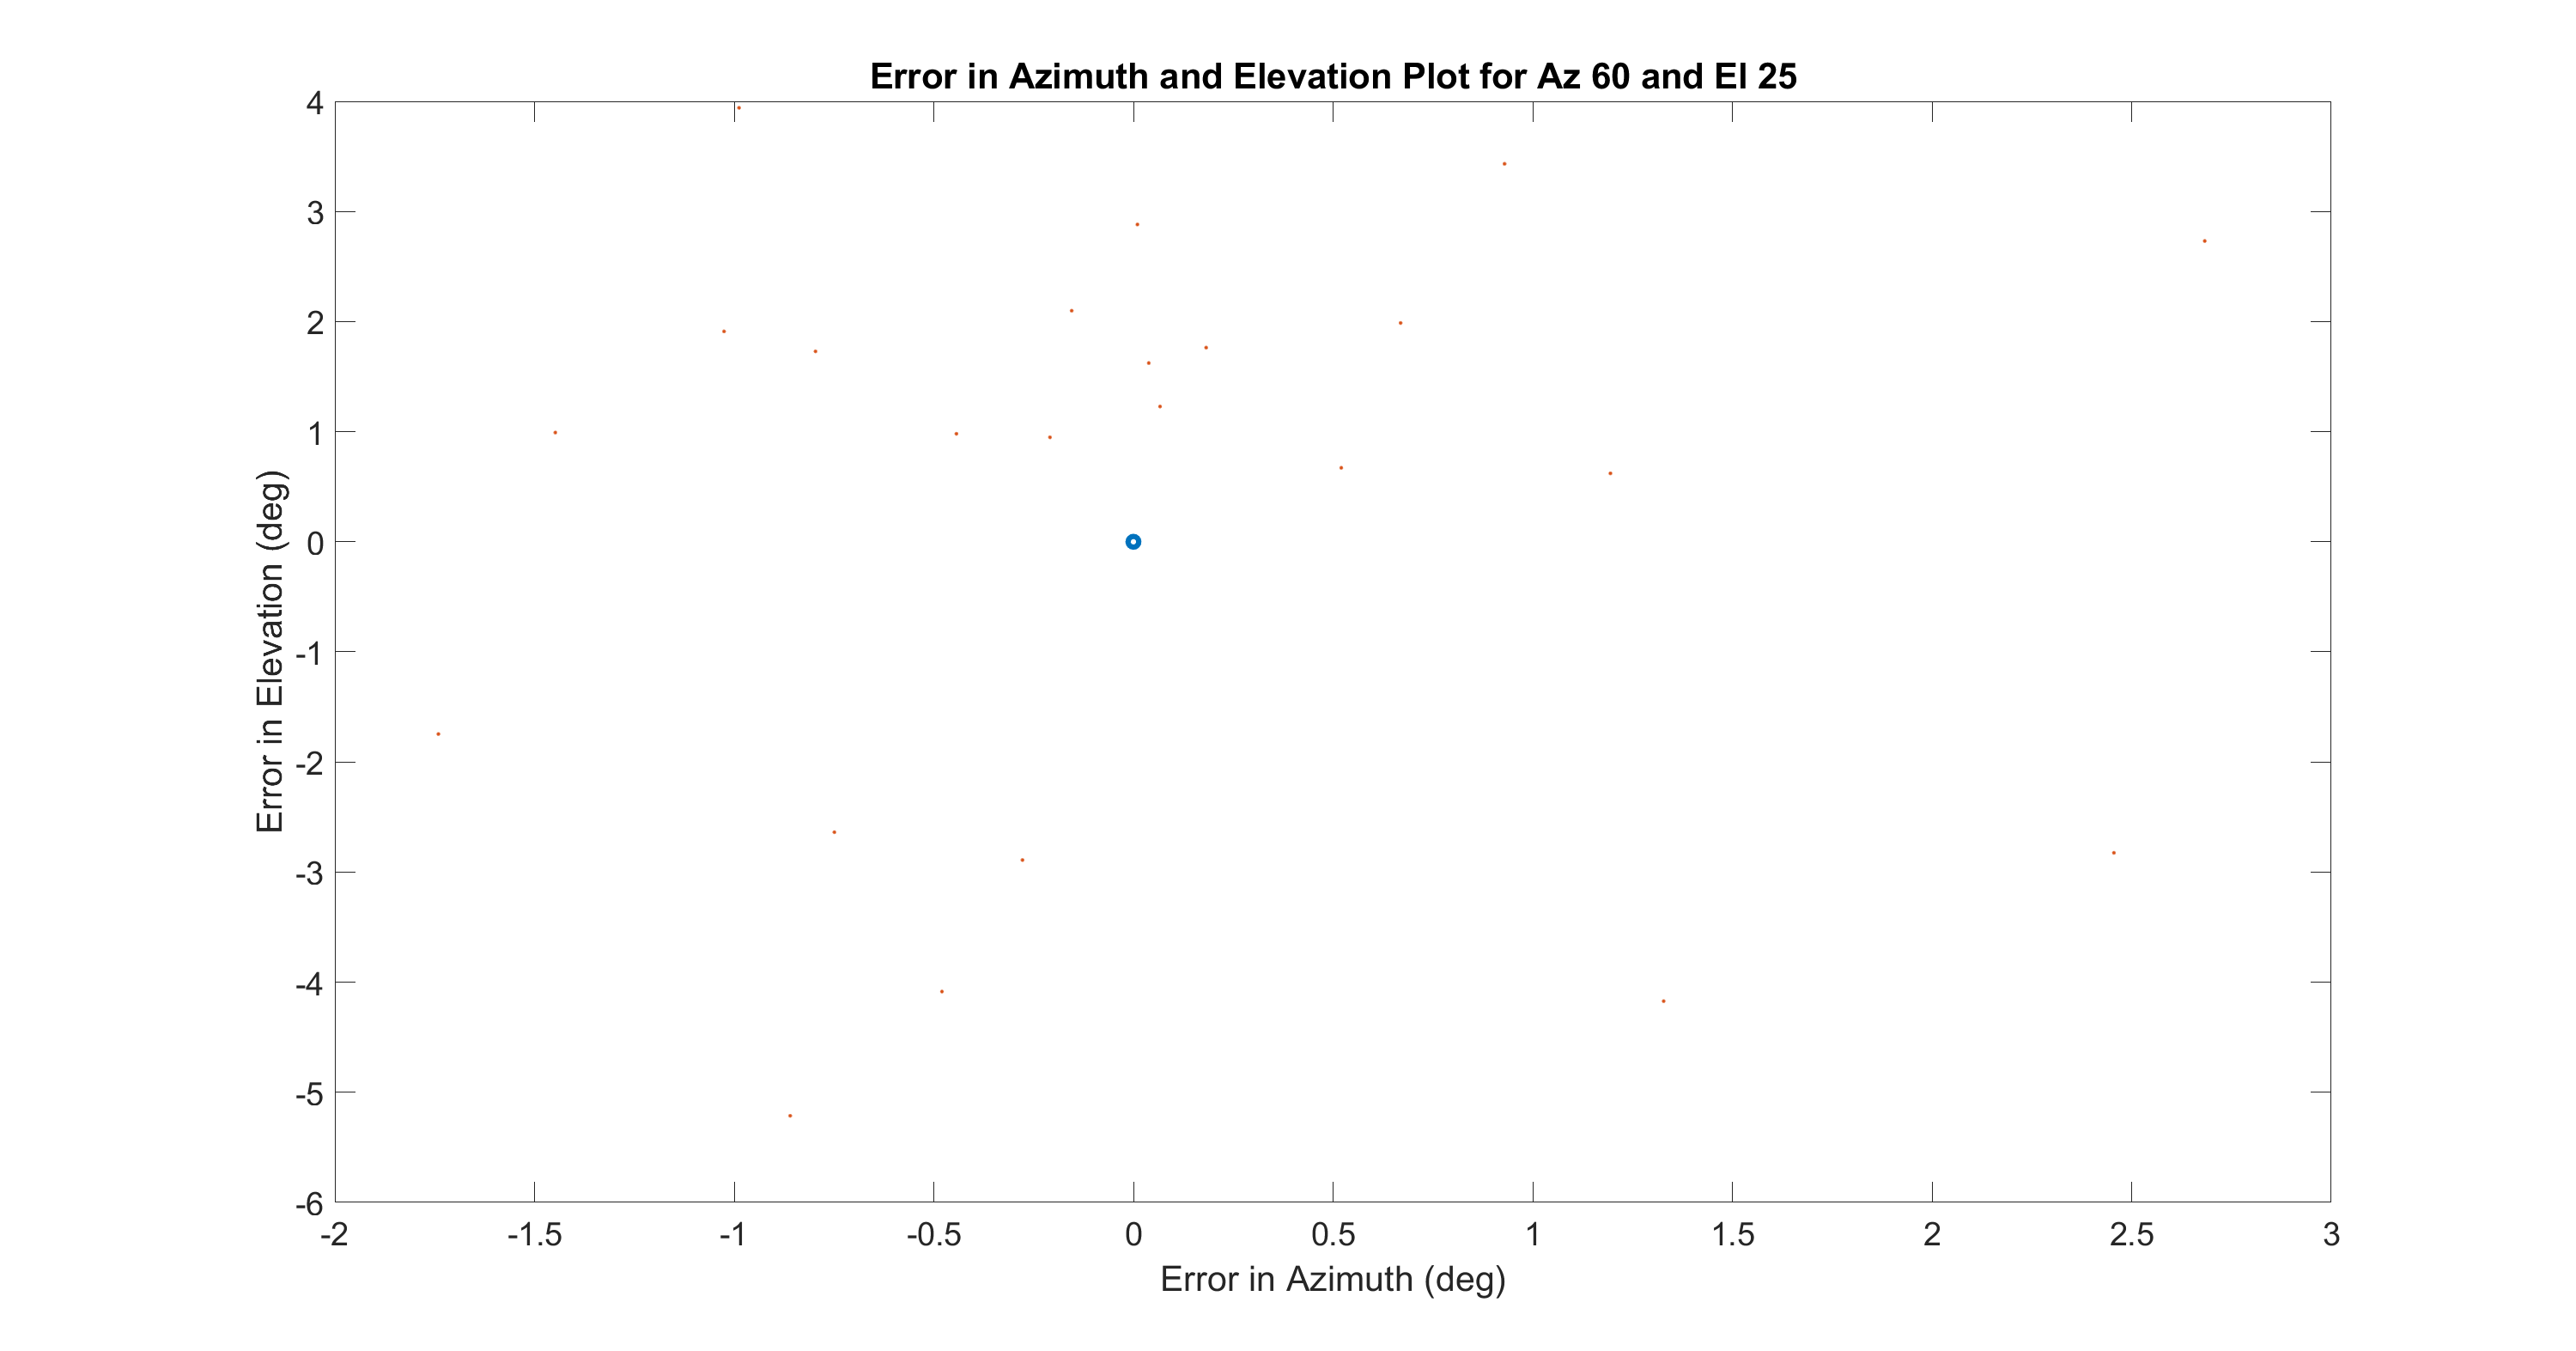 Error in Azimuth and Elevation Plot for Az 60 and El 25
4
3
2
1
0
-1
-2
-3
-4
-5
-6
Error in Elevation (deg)
-2 -1.5 -1 -0.5 0 0.5 1 1.5 2 2.5 3
Error in Azimuth (deg)